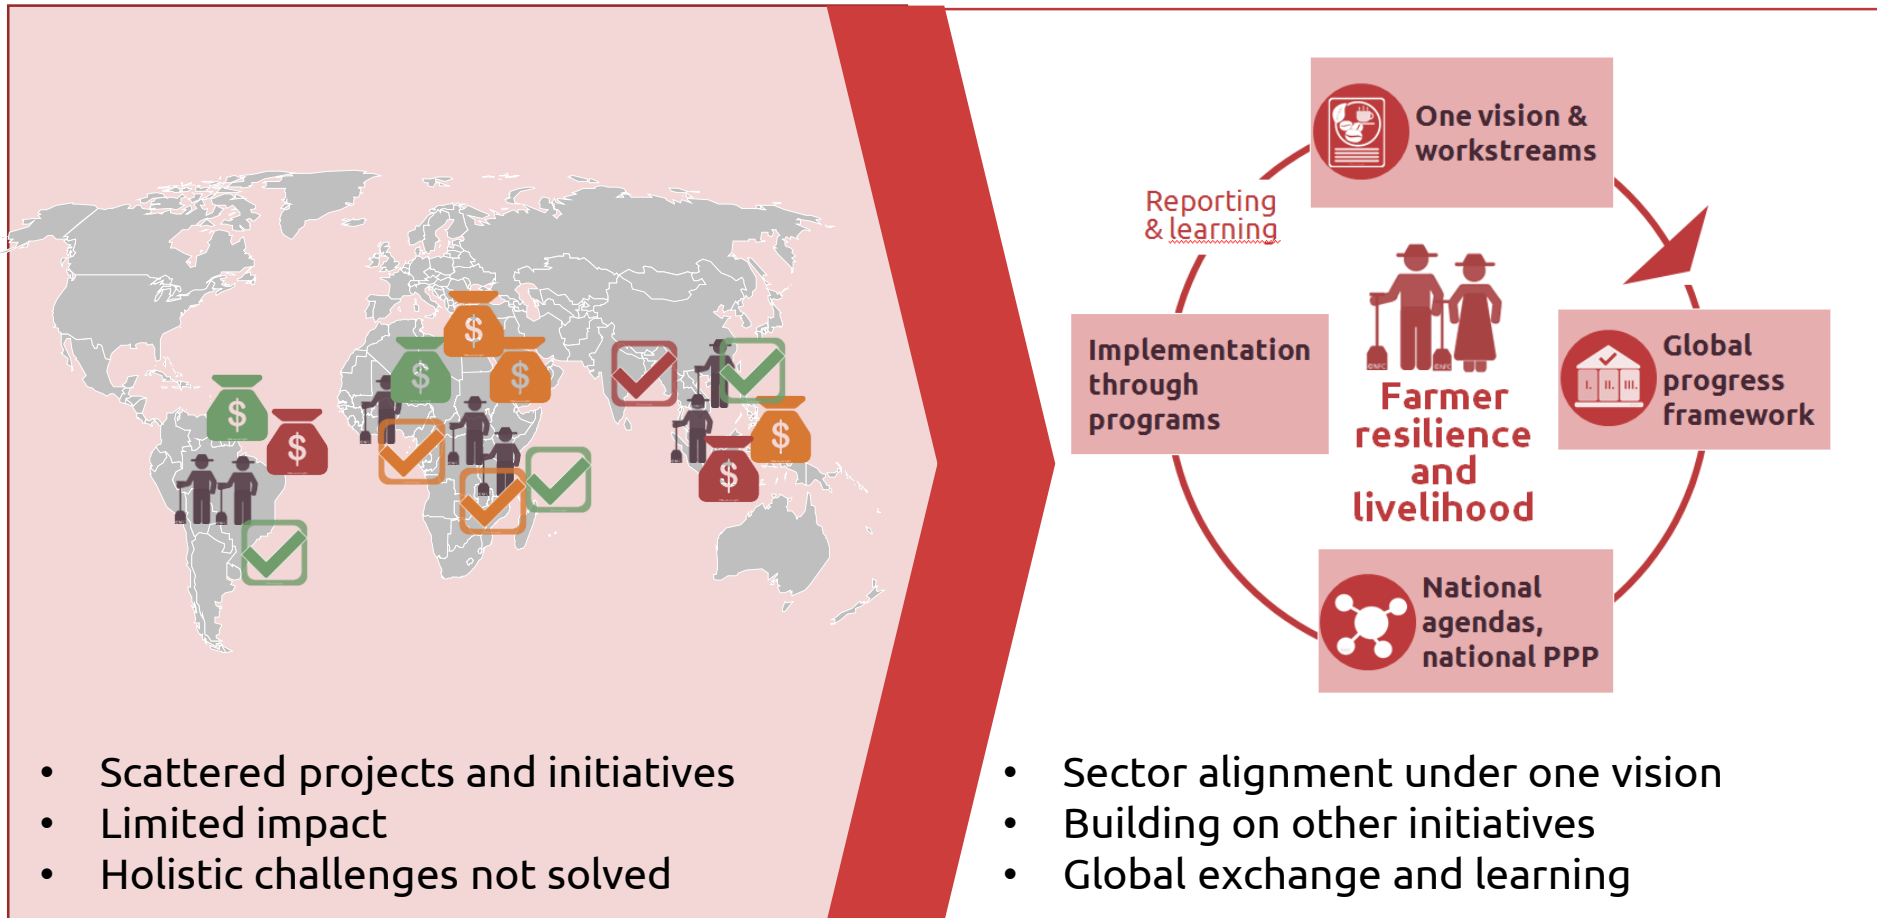 $
$
$
$
$
$
$
• Scattered projects and initiatives
• Limited impact
• Holistic challenges not solved
One vision &
workstreams
Reporting
& learning
Implementation
through
programs
Global
progress
framework
I. II. III.
Farmer
resilience
and
livelihood
National
agendas,
national PPP
• Sector alignment under one vision
• Building on other initiatives
• Global exchange and learning